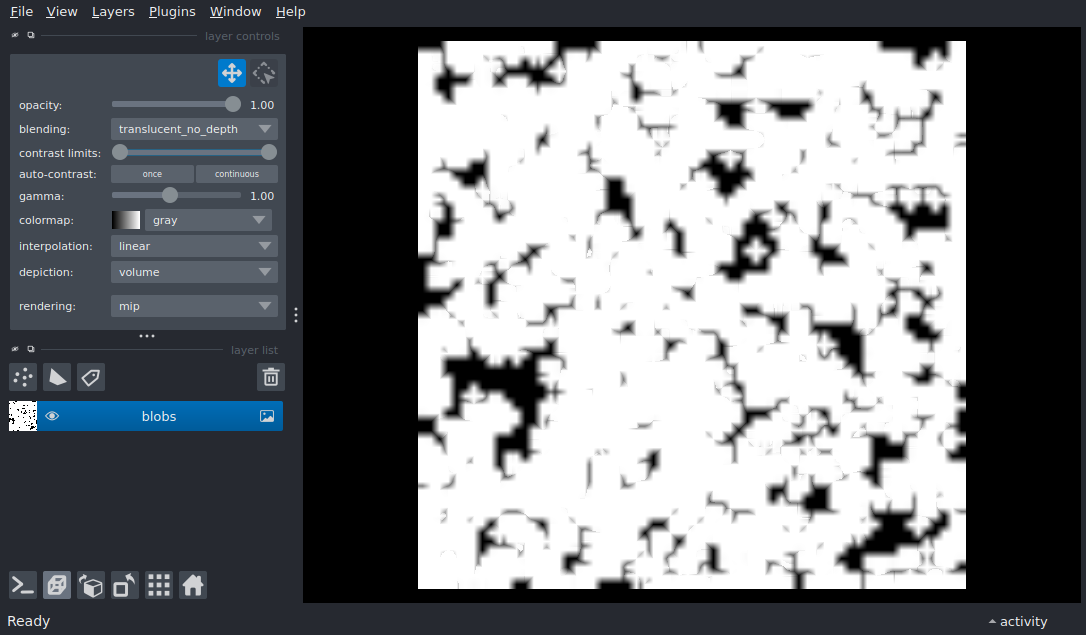 File View Layers Plugins Window Help
layer controls
opacity: 1.00
blending: translucent_no_depth
contrast limits:
auto-contrast: once continuous
gamma: 1.00
colormap: gray
interpolation: linear
depiction: volume
rendering: mip
layer list
blobs
Ready
activity